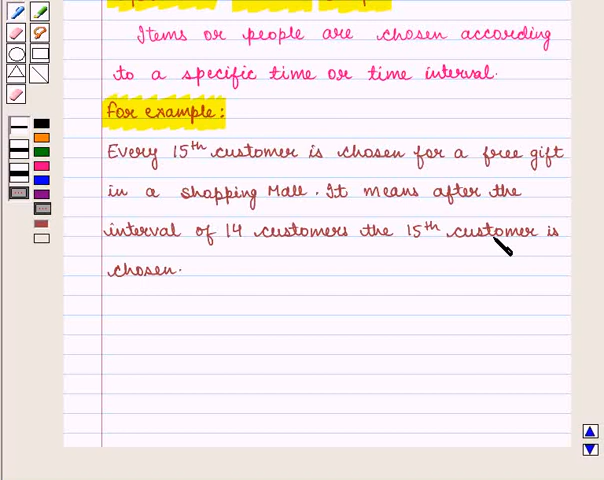 Items or people are chosen according
to a specific time or time interval.
For example:
Every 15th customer is chosen for a free gift
in a shopping Mall. It means after the
interval of 14 customers the 15th customer is
chosen.